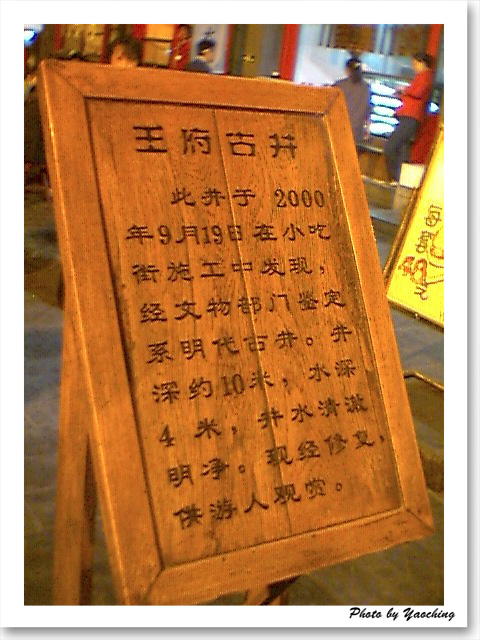 王府古井
此井于 2000
年9月19日在小吃
街施工中发现，
经文物部门鉴定
系明代古井。井
深约10米，水深
4米，井水清澈
明净。现经修复，
供游人观赏。
Photo by Yaoching